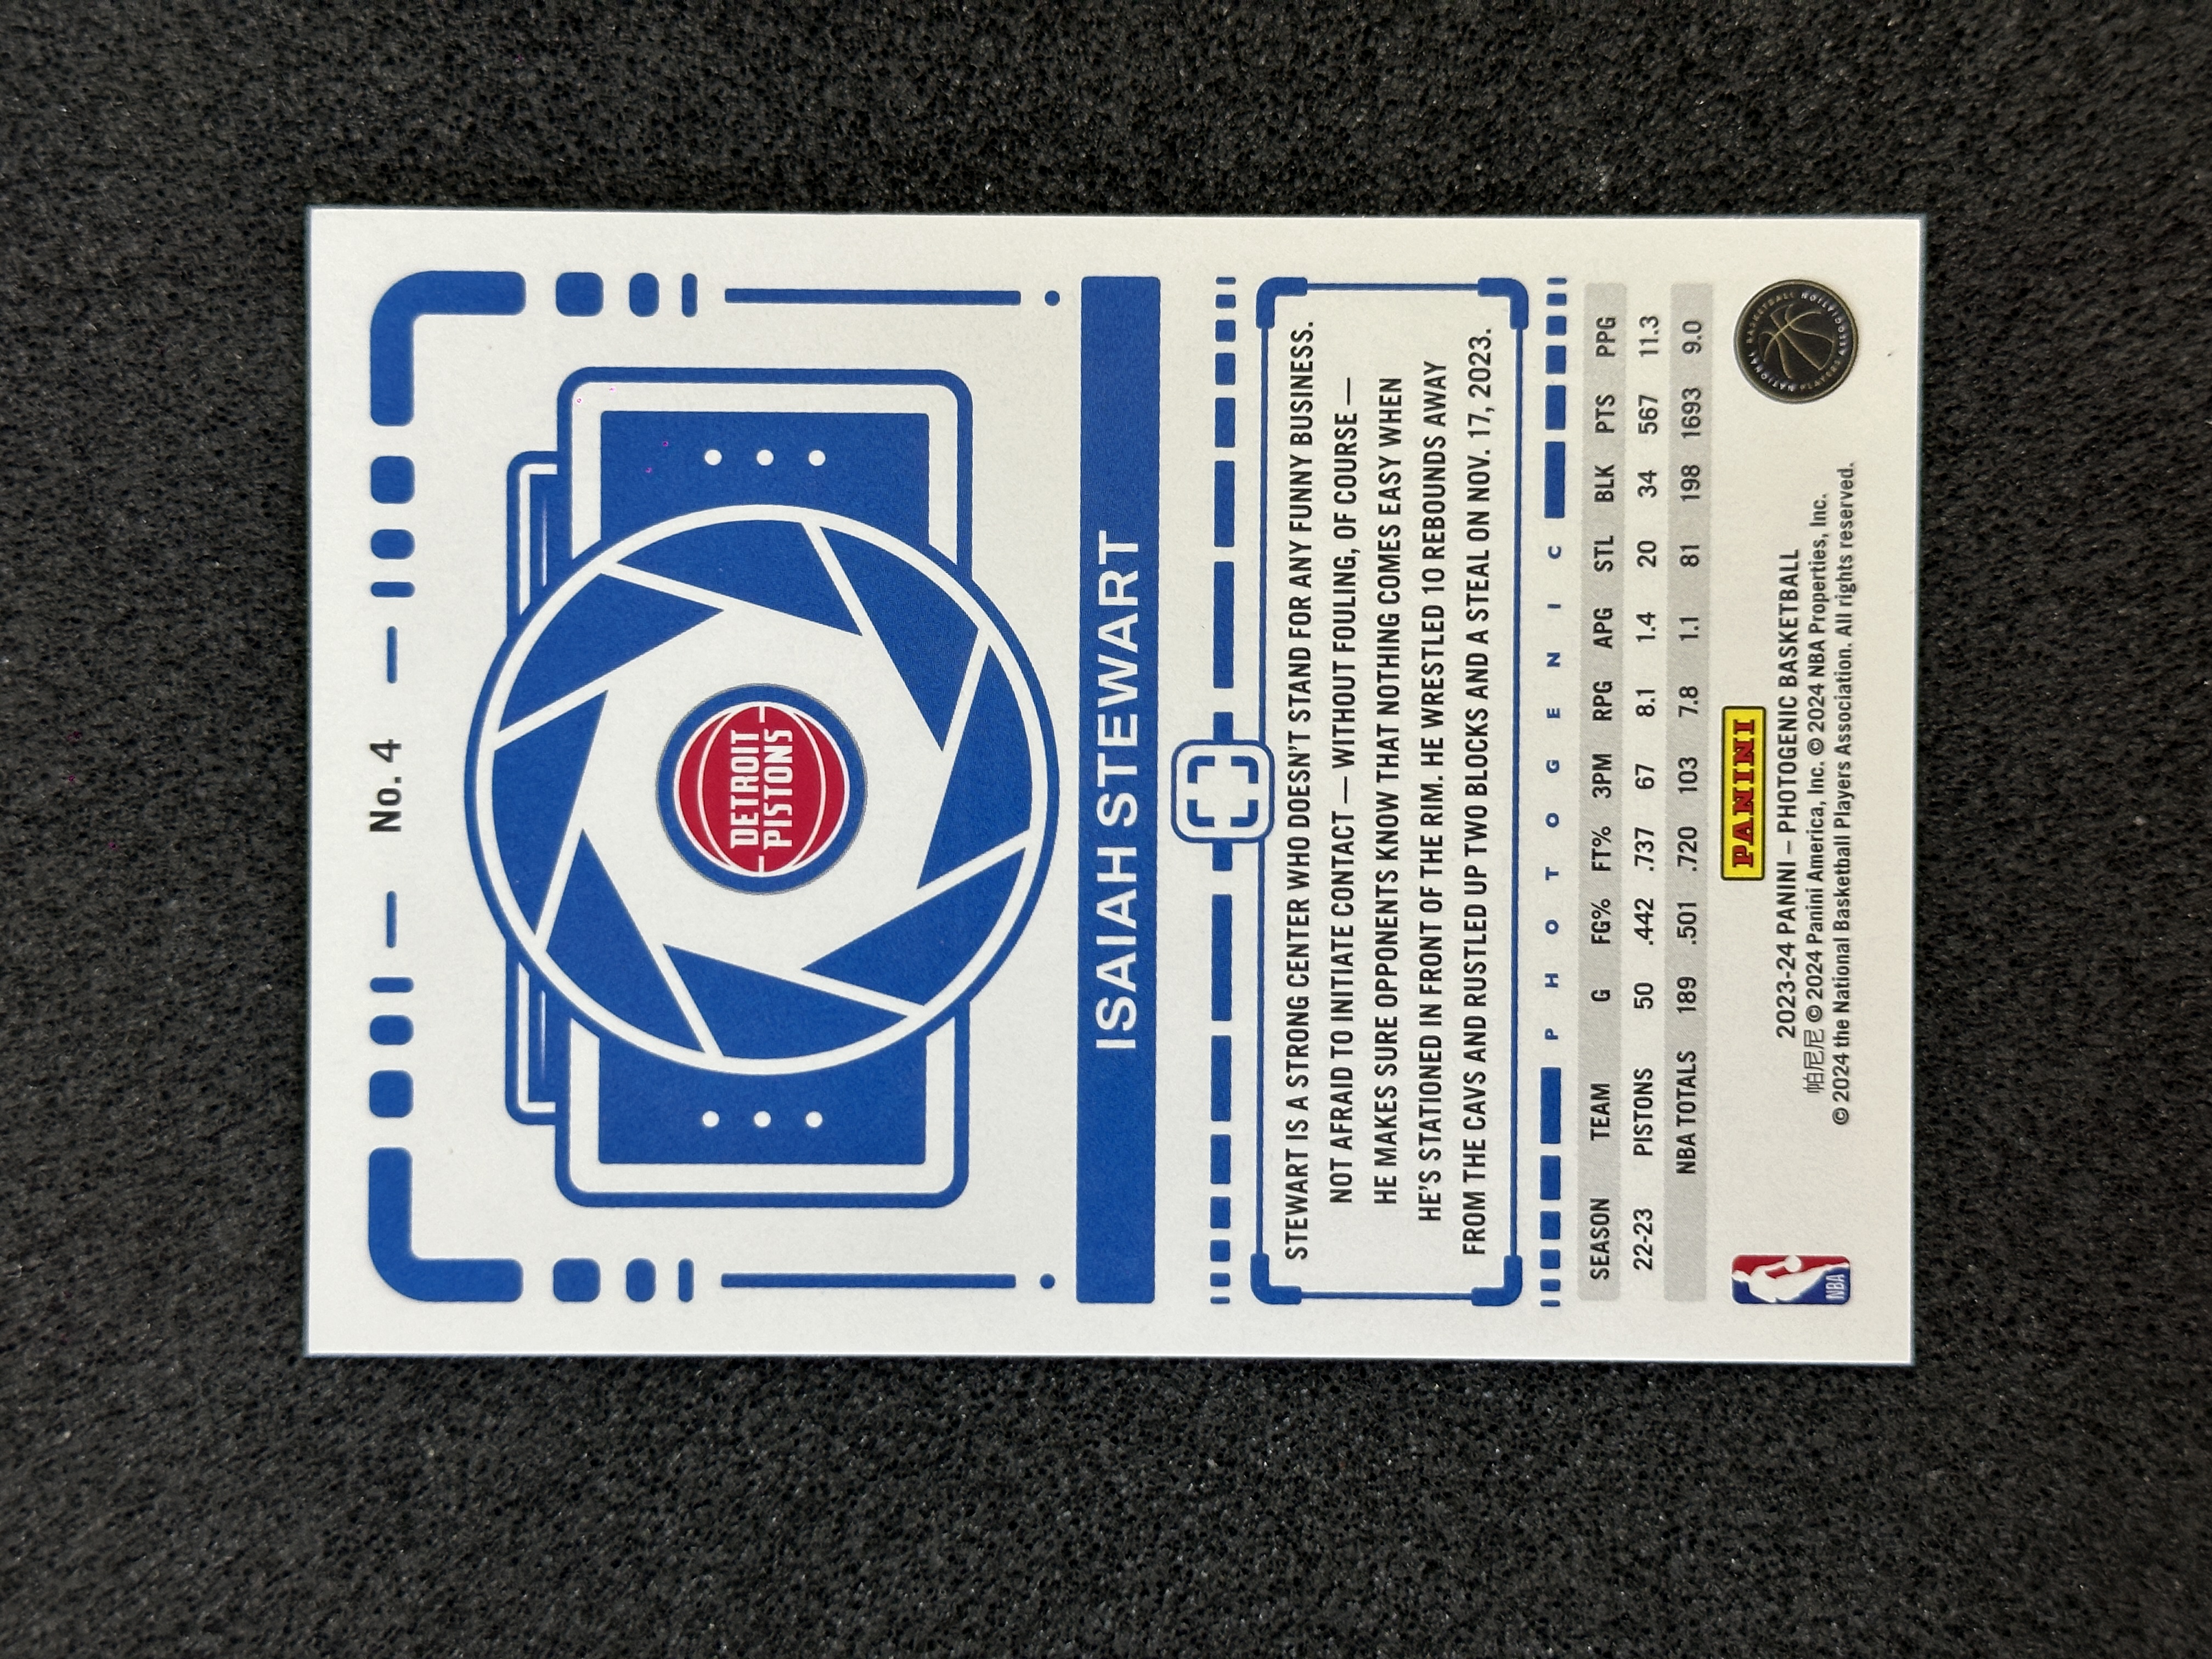 No. 4
DETROIT
PISTONS
ISAIAH STEWART
STEWART IS A STRONG CENTER WHO DOESN'T STAND FOR ANY FUNNY BUSINESS.
NOT AFRAID TO INITIATE CONTACT — WITHOUT FOULING, OF COURSE —
HE MAKES SURE OPPONENTS KNOW THAT NOTHING COMES EASY WHEN
HE'S STATIONED IN FRONT OF THE RIM. HE WRESTLED 10 REBOUNDS AWAY
FROM THE CAVS AND RUSTLED UP TWO BLOCKS AND A STEAL ON NOV. 17, 2023.
PHOTOGENIC
SEASON TEAM G FG% FT% 3PM RPG APG STL BLK PTS PPG
22-23 PISTONS 50 .442 .737 67 8.1 1.4 20 34 567 11.3
NBA TOTALS 189 .501 .720 103 7.8 1.1 81 198 1693 9.0
NBA
PANINI
NATIONAL BASKETBALL PLAYERS ASSOCIATION
2023-24 PANINI – PHOTOGENIC BASKETBALL
帕尼尼 © 2024 Panini America, Inc. © 2024 NBA Properties, Inc.
© 2024 the National Basketball Players Association. All rights reserved.